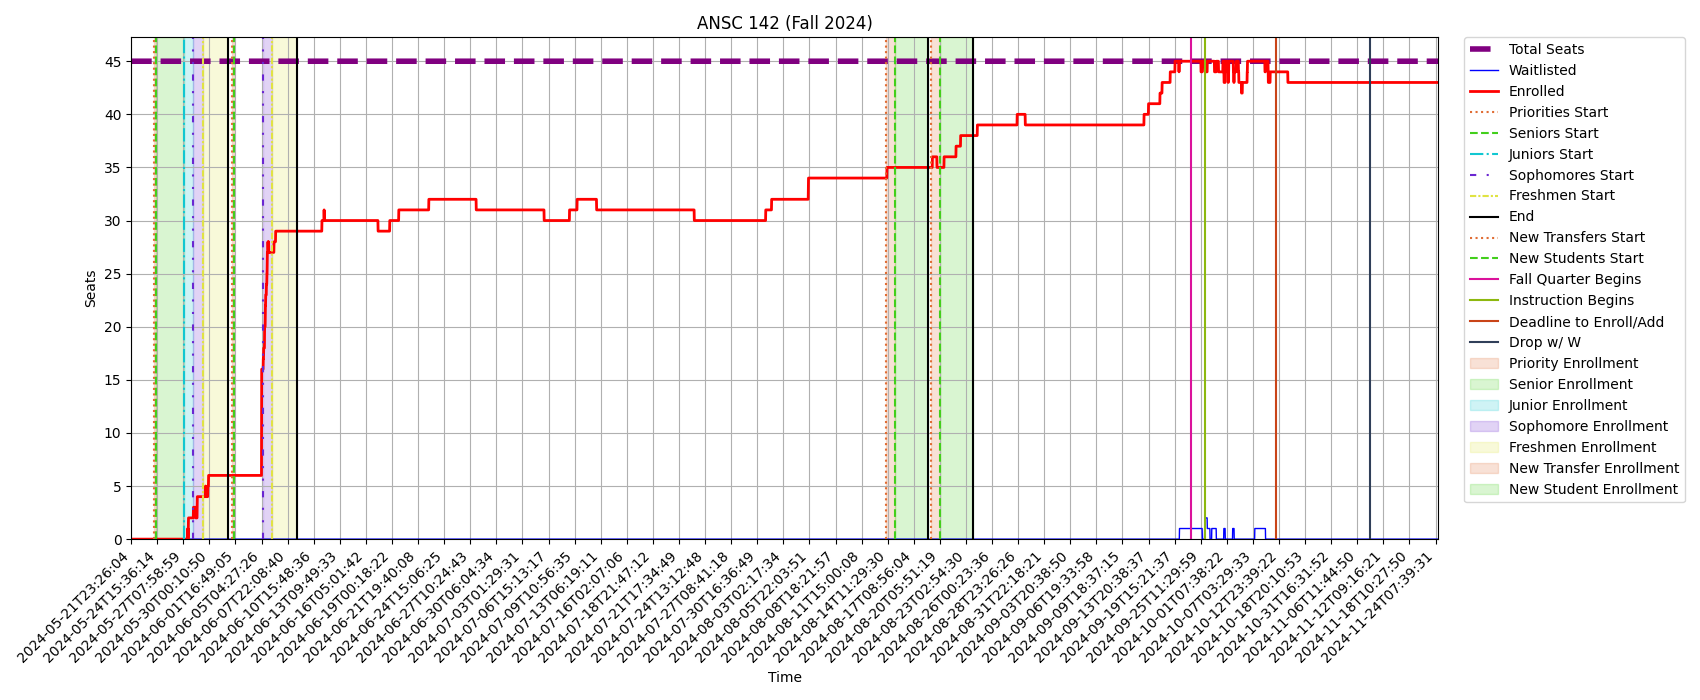 ANSC 142 (Fall 2024)
Seats
45
40
35
30
25
20
15
10
5
0
2024-05-21T23:26:04
2024-05-24T15:36:14
2024-05-27T07:58:59
2024-05-30T00:10:50
2024-06-01T16:49:05
2024-06-05T04:27:26
2024-06-07T22:08:40
2024-06-10T15:48:36
2024-06-13T09:49:33
2024-06-16T05:01:42
2024-06-19T00:18:22
2024-06-21T19:40:08
2024-06-24T15:06:25
2024-06-27T10:24:43
2024-06-30T06:04:34
2024-07-03T01:29:31
2024-07-06T15:13:17
2024-07-09T10:56:35
2024-07-13T06:19:11
2024-07-16T02:07:06
2024-07-18T21:47:12
2024-07-21T17:34:49
2024-07-24T13:12:48
2024-07-27T08:41:18
2024-07-30T16:36:49
2024-08-03T02:17:34
2024-08-05T22:03:51
2024-08-08T18:21:57
2024-08-11T15:00:08
2024-08-14T11:29:30
2024-08-17T08:56:04
2024-08-20T05:51:19
2024-08-23T02:54:30
2024-08-26T00:23:36
2024-08-28T23:26:26
2024-08-31T22:18:21
2024-09-03T20:38:50
2024-09-06T19:33:58
2024-09-09T18:37:15
2024-09-13T20:38:37
2024-09-19T15:21:37
2024-09-25T11:29:59
2024-10-01T07:38:22
2024-10-07T03:29:33
2024-10-12T23:39:22
2024-10-18T20:10:53
2024-10-31T16:31:52
2024-11-06T11:44:50
2024-11-12T09:16:21
2024-11-18T10:27:50
2024-11-24T07:39:31
Time
Total Seats
Waitlisted
Enrolled
Priorities Start
Seniors Start
Juniors Start
Sophomores Start
Freshmen Start
End
New Transfers Start
New Students Start
Fall Quarter Begins
Instruction Begins
Deadline to Enroll/Add
Drop w/ W
Priority Enrollment
Senior Enrollment
Junior Enrollment
Sophomore Enrollment
Freshmen Enrollment
New Transfer Enrollment
New Student Enrollment